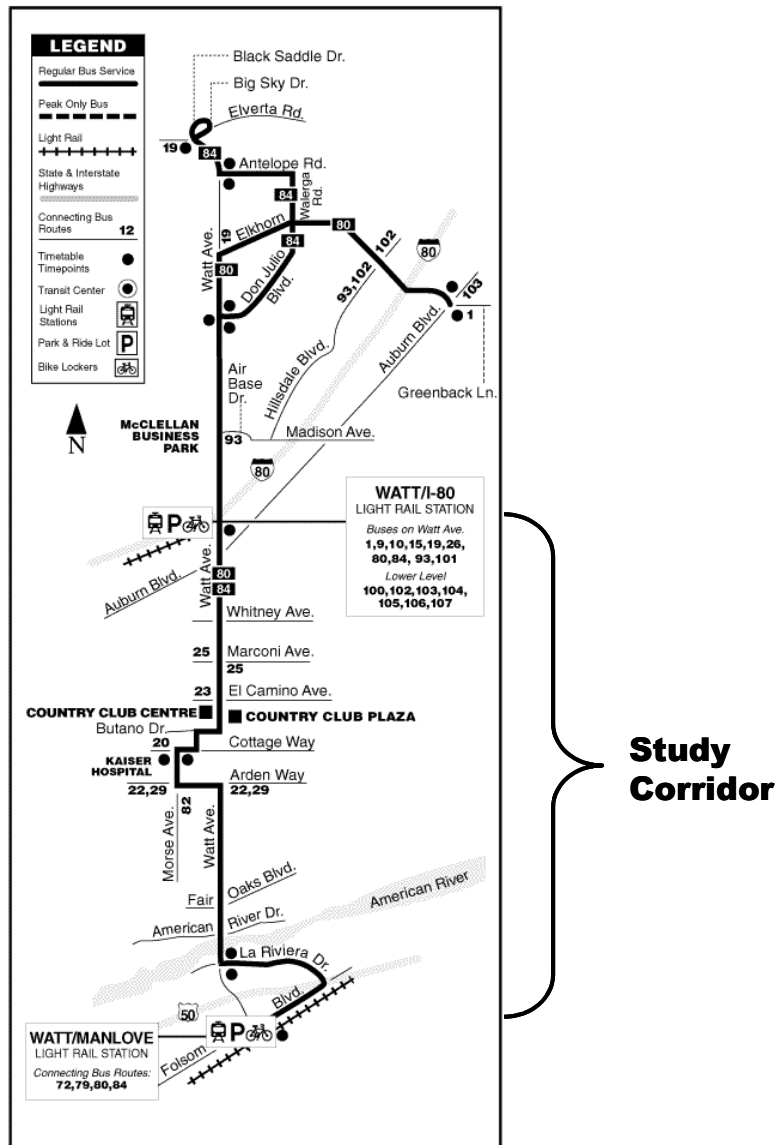 LEGEND
Regular Bus Service
Peak Only Bus
Light Rail
State & Interstate
Highways
Connecting Bus
Routes 12
Timetable
Timepoints
Transit Center
Light Rail
Stations
Park & Ride Lot
P
Bike Lockers
N
Black Saddle Dr.
Big Sky Dr.
Elverta Rd.
19
84
Antelope Rd.
84
Walerga
Rd.
19
Elkhorn
80
84
Watt Ave.
80
Don Julio
Blvd.
102
93,102
80
103
1
Greenback Ln.
Auburn Blvd.
Hillsdale Blvd.
Air
Base
Dr.
McCLELLAN
BUSINESS
PARK
93
Madison Ave.
80
P
WATT/I-80
LIGHT RAIL STATION
Buses on Watt Ave.
1,9,10,15,19,26,
80,84, 93,101
Lower Level
100,102,103,104,
105,106,107
Auburn Blvd.
Watt Ave.
80
84
Whitney Ave.
25
Marconi Ave.
25
23
El Camino Ave.
COUNTRY CLUB CENTRE
COUNTRY CLUB PLAZA
Butano Dr.
20
Cottage Way
KAISER
HOSPITAL
Arden Way
22,29
22,29
82
Morse Ave.
Watt Ave.
Fair
Oaks Blvd.
American
River Dr.
American River
La Riviera Dr.
50
P
Blvd.
Folsom
WATT/MANLOVE
LIGHT RAIL STATION
Connecting Bus Routes:
72,79,80,84
Study
Corridor